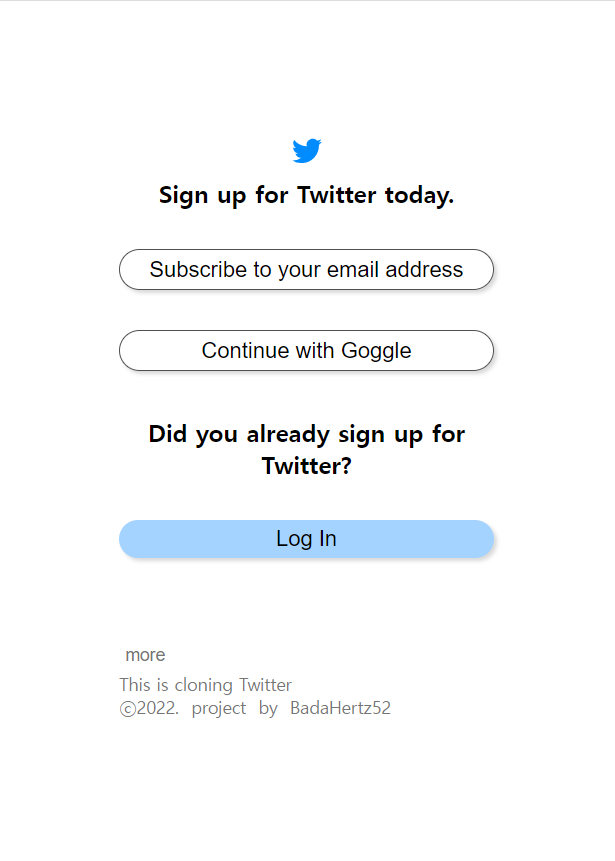 Sign up for Twitter today.
Subscribe to your email address
Continue with Goggle
Did you already sign up for
Twitter?
Log In
more
This is cloning Twitter
ⓒ2022. project by BadaHertz52